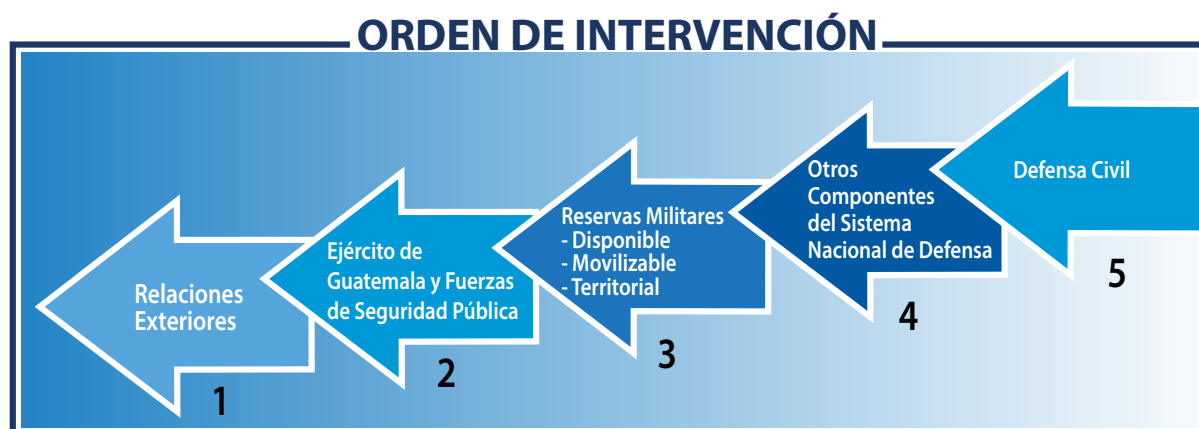 ORDEN DE INTERVENCIÓN
Relaciones
Exteriores
1
Ejército de
Guatemala y Fuerzas
de Seguridad Pública
2
Reservas Militares
- Disponible
- Movilizable
- Territorial
3
Otros
Componentes
del Sistema
Nacional de Defensa
4
Defensa Civil
5